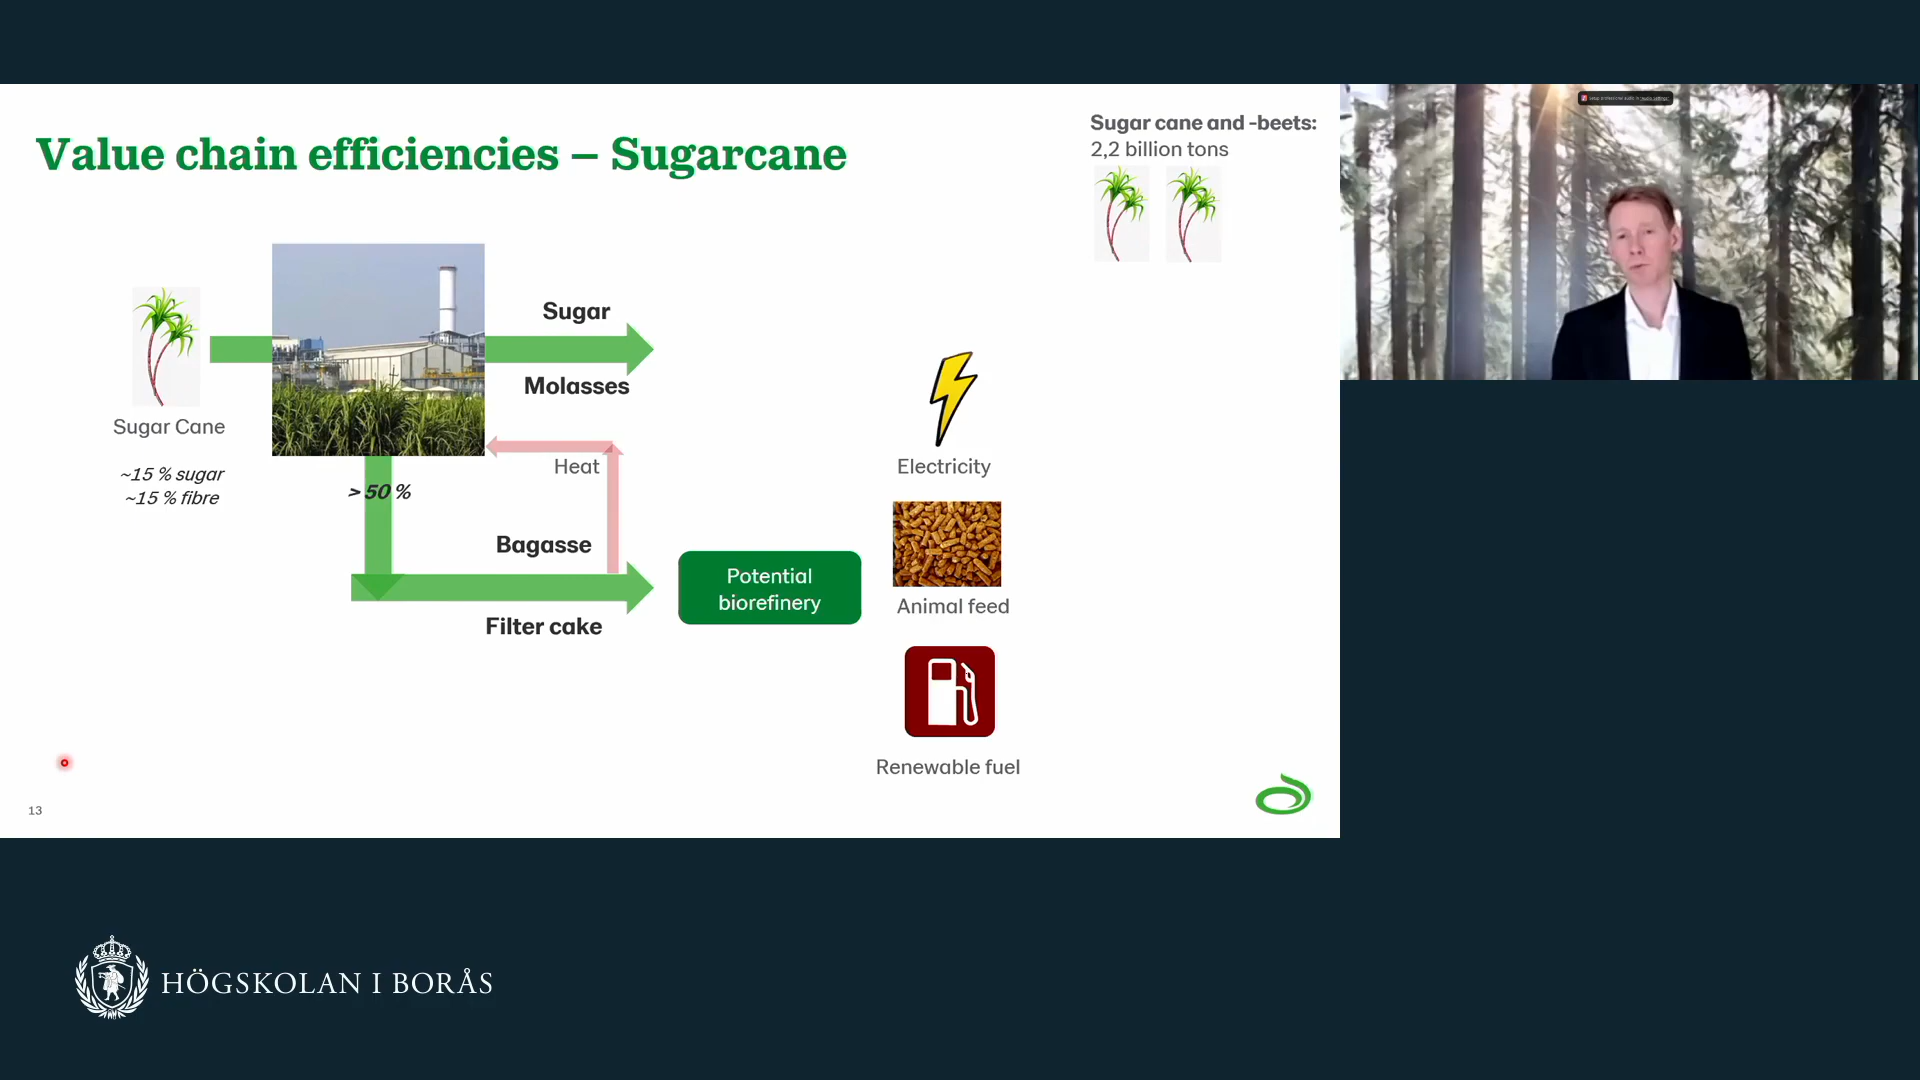 Value chain efficiencies – Sugarcane
Sugar cane and -beets:
2,2 billion tons
Sugar
Molasses
Sugar Cane
~15 % sugar
~15 % fibre
Heat
> 50 %
Bagasse
Filter cake
Potential
biorefinery
Electricity
Animal feed
Renewable fuel
13
HÖGSKOLAN I BORÅS